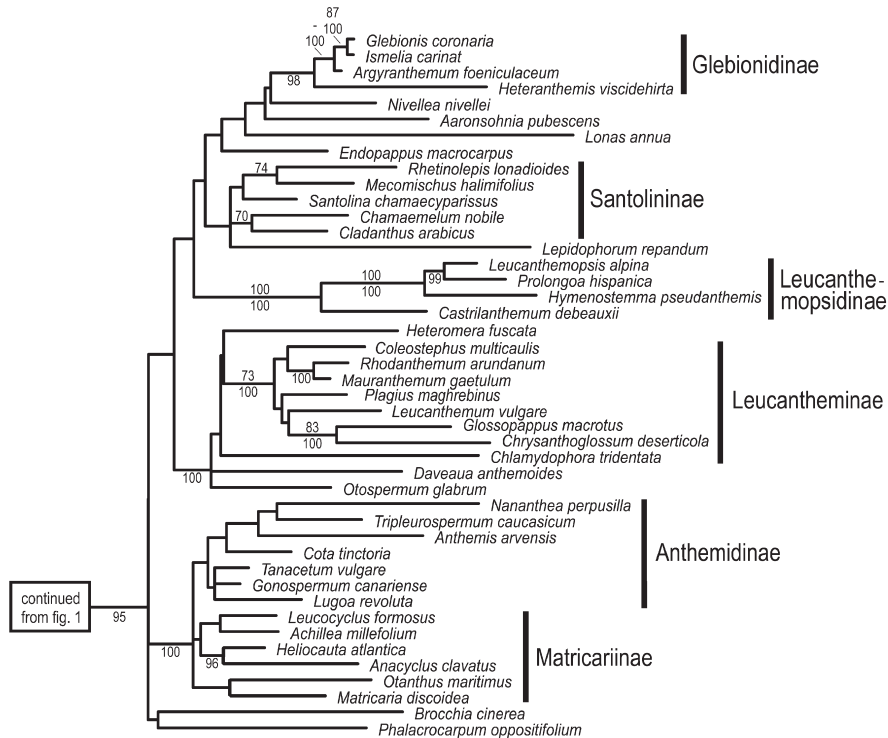 87
-
100
100
Glebionis coronaria
Ismelia carinat
Argyranthemum foeniculaceum
98
Heteranthemis viscidehirta
Glebionidinae
Nivellea nivellei
Aaronsohnia pubescens
Lonas annua
Endopappus macrocarpus
74
Rhetinolepis lonadioides
Mecomischus halimifolius
Santolina chamaecyparissus
Santolininae
70
Chamaemelum nobile
Cladanthus arabicus
Lepidophorum repandum
Leucanthemopsis alpina
100
99
Prolongoa hispanica
100
100
100
Hymenostemma pseudanthemis
Castrilanthemum debeauxii
Leucanthe-
mopsidinae
Heteromera fuscata
Coleostephus multicaulis
Rhodanthemum arundanum
73
100
100
Mauranthemum gaetulum
Plagius maghrebinus
Leucanthemum vulgare
Leucantheminae
83
Glossopappus macrotus
100
Chrysanthoglossum deserticola
Chlamydophora tridentata
100
Daveaua anthemoides
Otospermum glabrum
Nananthea perpusilla
Tripleurospermum caucasicum
Anthemis arvensis
Cota tinctoria
Anthemidinae
Tanacetum vulgare
Gonospermum canariense
Lugoa revoluta
continued
from fig. 1
95
Leucocyclus formosus
Achillea millefolium
100
Heliocauta atlantica
96
Anacyclus clavatus
Matricariinae
Otanthus maritimus
Matricaria discoidea
Brocchia cinerea
Phalacrocarpum oppositifolium